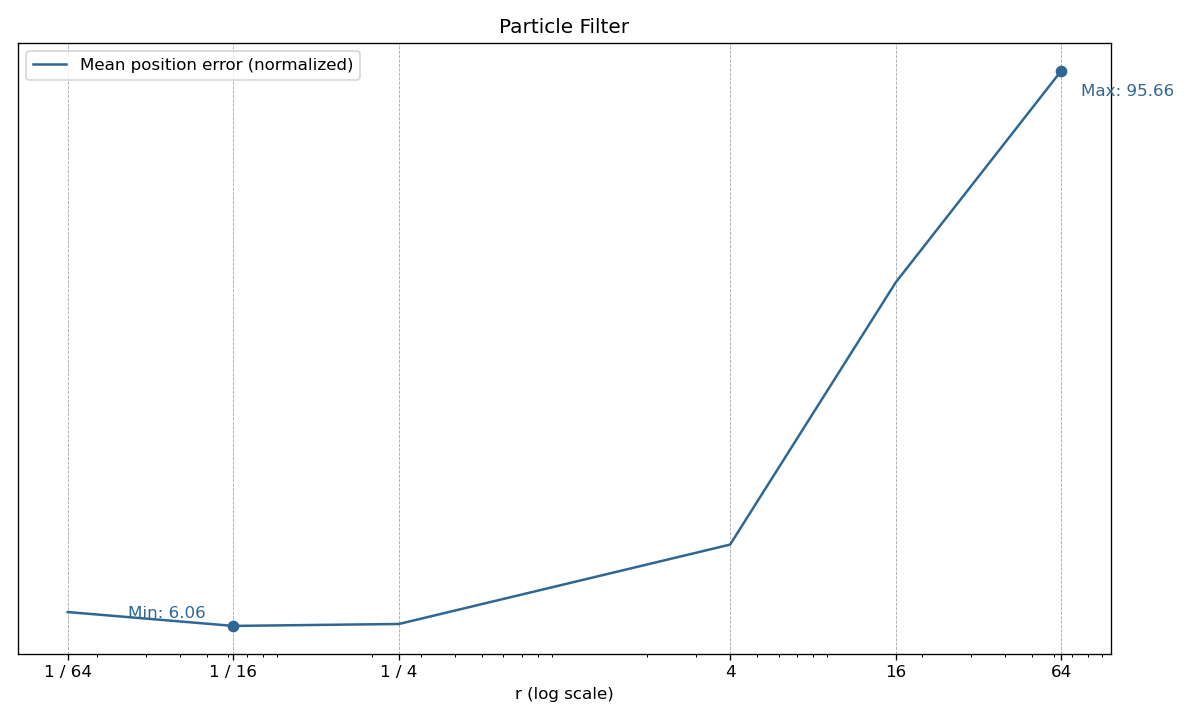 Particle Filter
Mean position error (normalized)
Max: 95.66
Min: 6.06
1 / 64 1 / 16 1 / 4 4 16 64
r (log scale)